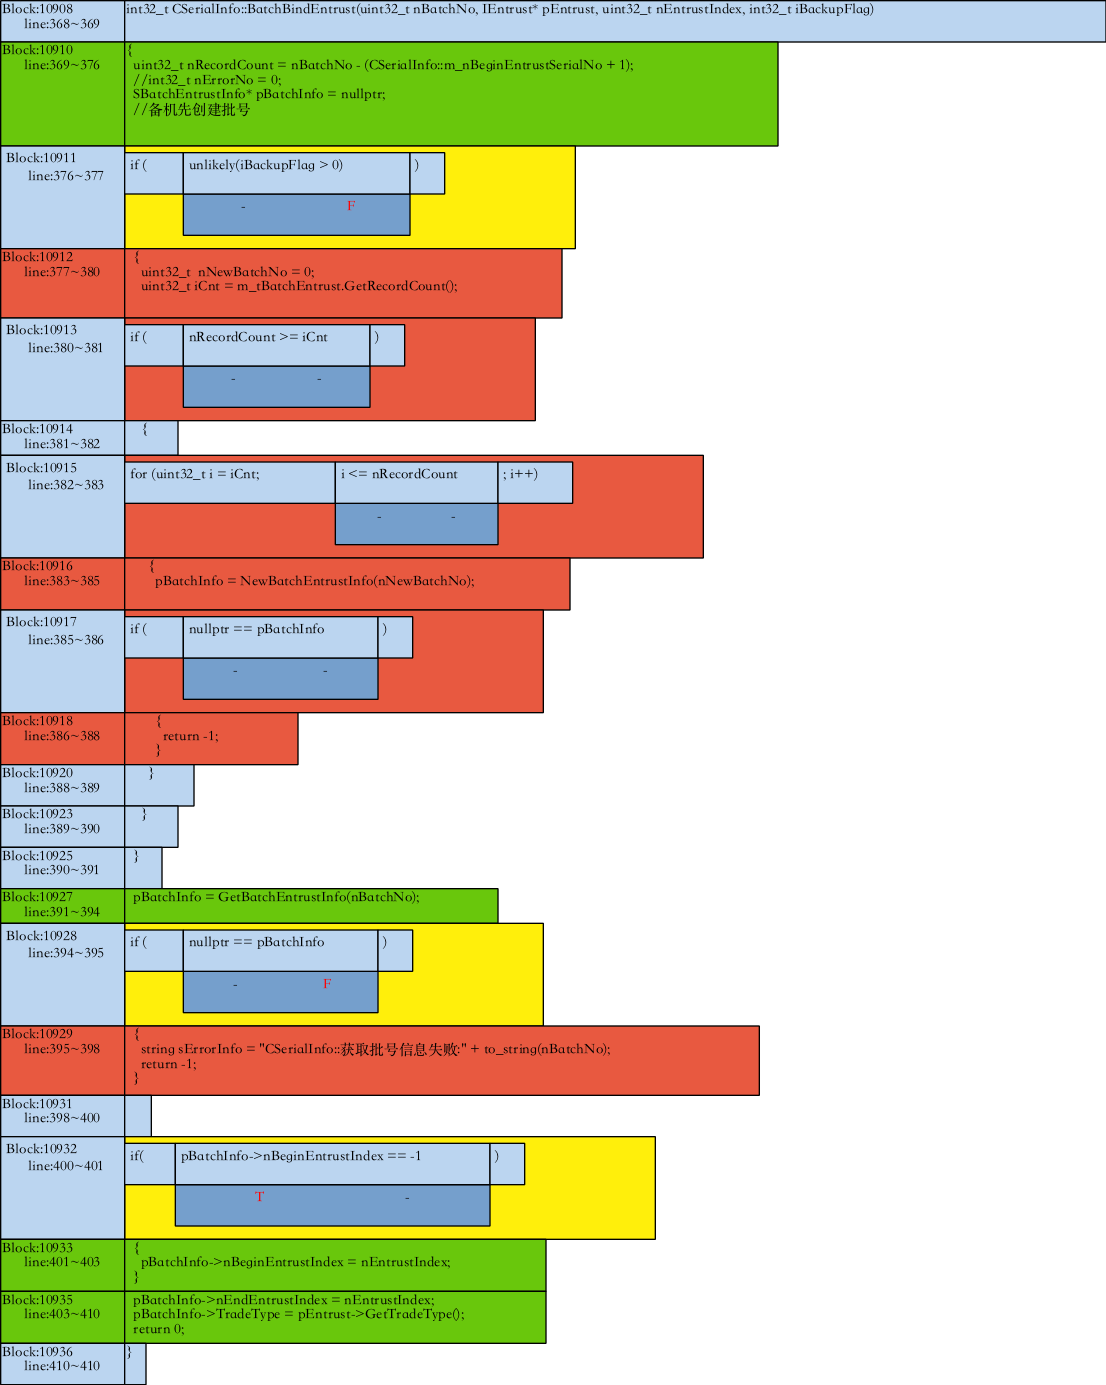 Block:10908
line:368~369
int32_t CSerialInfo::BatchBindEntrust(uint32_t nBatchNo, IEntrust* pEntrust, uint32_t nEntrustIndex, int32_t iBackupFlag)
Block:10910
line:369~376
{
uint32_t nRecordCount = nBatchNo - (CSerialInfo::m_nBeginEntrustSerialNo + 1);
//int32_t nErrorNo = 0;
SBatchEntrustInfo* pBatchInfo = nullptr;
//备机先创建批号
Block:10911
line:376~377
if ( unlikely(iBackupFlag > 0) )
- F
Block:10912
line:377~380
{
uint32_t nNewBatchNo = 0;
uint32_t iCnt = m_tBatchEntrust.GetRecordCount();
Block:10913
line:380~381
if ( nRecordCount >= iCnt )
- -
Block:10914
line:381~382
{
Block:10915
line:382~383
for (uint32_t i = iCnt; i <= nRecordCount ; i++)
- -
Block:10916
line:383~385
{
pBatchInfo = NewBatchEntrustInfo(nNewBatchNo);
Block:10917
line:385~386
if ( nullptr == pBatchInfo )
- -
Block:10918
line:386~388
{
return -1;
}
Block:10920
line:388~389
}
Block:10923
line:389~390
}
Block:10925
line:390~391
}
Block:10927
line:391~394
pBatchInfo = GetBatchEntrustInfo(nBatchNo);
Block:10928
line:394~395
if ( nullptr == pBatchInfo )
- F
Block:10929
line:395~398
{
string sErrorInfo = "CSerialInfo::获取批号信息失败:" + to_string(nBatchNo);
return -1;
}
Block:10931
line:398~400
Block:10932
line:400~401
if( pBatchInfo->nBeginEntrustIndex == -1 )
T -
Block:10933
line:401~403
{
pBatchInfo->nBeginEntrustIndex = nEntrustIndex;
}
Block:10935
line:403~410
pBatchInfo->nEndEntrustIndex = nEntrustIndex;
pBatchInfo->TradeType = pEntrust->GetTradeType();
return 0;
Block:10936
line:410~410
}